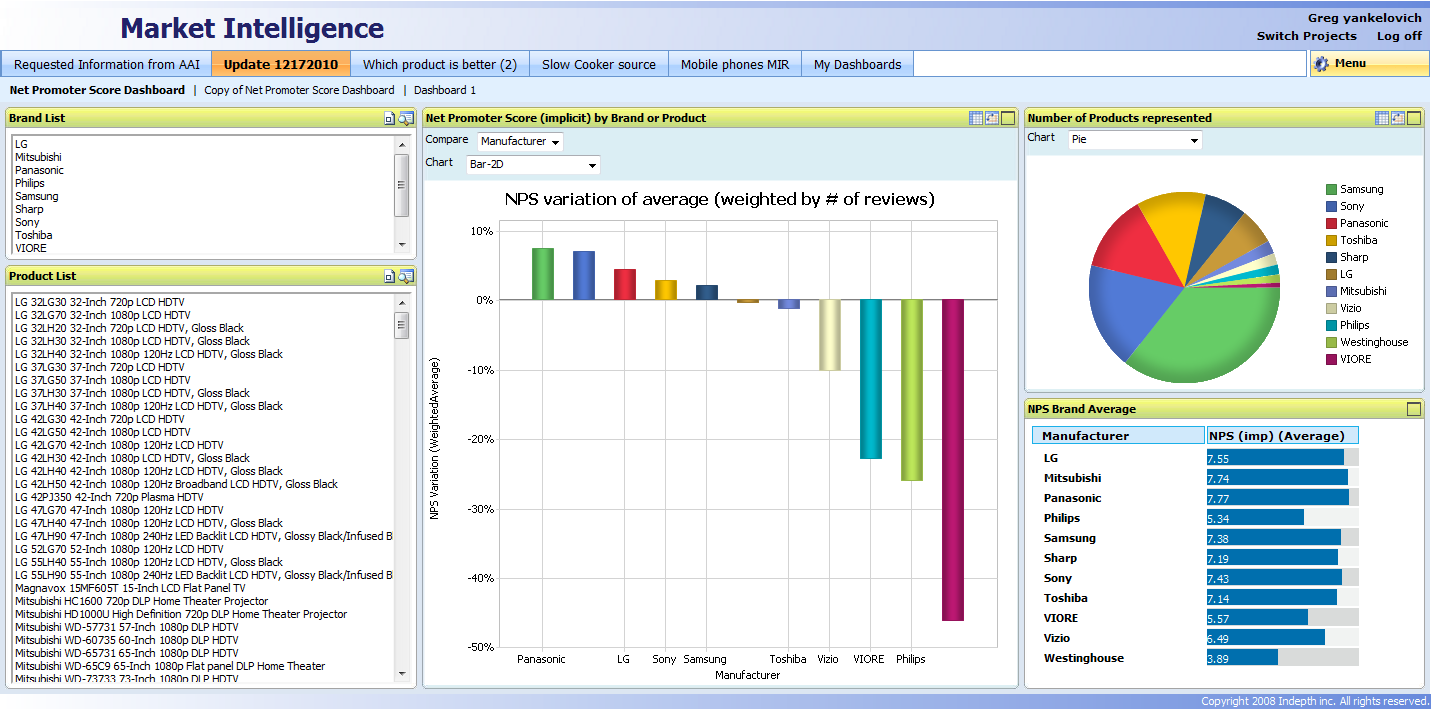 Market Intelligence
Greg yankelovich
Switch Projects Log off
Requested Information from AAI
Update 12172010
Which product is better (2)
Slow Cooker source
Mobile phones MIR
My Dashboards
Menu
Net Promoter Score Dashboard | Copy of Net Promoter Score Dashboard | Dashboard 1
Brand List
LG
Mitsubishi
Panasonic
Philips
Samsung
Sharp
Sony
Toshiba
VIORE
Product List
LG 32LG30 32-Inch 720p LCD HDTV
LG 32LG70 32-Inch 1080p LCD HDTV
LG 32LH20 32-Inch 720p LCD HDTV, Gloss Black
LG 32LH30 32-Inch 1080p LCD HDTV, Gloss Black
LG 32LH40 32-Inch 1080p 120Hz LCD HDTV, Gloss Black
LG 37LG30 37-Inch 720p LCD HDTV
LG 37LG50 37-Inch 1080p LCD HDTV
LG 37LH30 37-Inch 1080p LCD HDTV, Gloss Black
LG 37LH40 37-Inch 1080p 120Hz LCD HDTV, Gloss Black
LG 42LG30 42-Inch 720p LCD HDTV
LG 42LG50 42-Inch 1080p LCD HDTV
LG 42LG70 42-Inch 1080p 120Hz LCD HDTV
LG 42LH30 42-Inch 1080p LCD HDTV, Gloss Black
LG 42LH40 42-Inch 1080p 120Hz LCD HDTV, Gloss Black
LG 42LH50 42-Inch 1080p 120Hz Broadband LCD HDTV, Gloss Black
LG 42PJ350 42-Inch 720p Plasma HDTV
LG 47LG70 47-Inch 1080p 120Hz LCD HDTV
LG 47LH40 47-Inch 1080p 120Hz LCD HDTV, Gloss Black
LG 47LH90 47-Inch 1080p 240Hz LED Backlit LCD HDTV, Glossy Black/Infused B
LG 52LG70 52-Inch 1080p 120Hz LCD HDTV
LG 55LH40 55-Inch 1080p 120Hz LCD HDTV, Gloss Black
LG 55LH90 55-Inch 1080p 240Hz LED Backlit LCD HDTV, Glossy Black/Infused B
Magnavox 15MF605T 15-Inch LCD Flat Panel TV
Mitsubishi HC1600 720p DLP Home Theater Projector
Mitsubishi HD1000U High Definition 720p DLP Home Theater Projector
Mitsubishi WD-57731 57-Inch 1080p DLP HDTV
Mitsubishi WD-60735 60-Inch 1080p DLP HDTV
Mitsubishi WD-65731 65-Inch 1080p DLP HDTV
Mitsubishi WD-65C9 65-Inch 1080p Flat panel DLP Home Theater
Mitsubishi WD-73733 73-Inch 1080p DLP HDTV
Net Promoter Score (implicit) by Brand or Product
Compare Manufacturer
Chart Bar-2D
NPS variation of average (weighted by # of reviews)
NPS Variation (WeightedAverage)
10%
0%
-10%
-20%
-30%
-40%
-50%
Panasonic LG Sony Samsung Toshiba Vizio VIORE Philips
Manufacturer
Number of Products represented
Chart Pie
Samsung
Sony
Panasonic
Toshiba
Sharp
LG
Mitsubishi
Vizio
Philips
Westinghouse
VIORE
NPS Brand Average
Manufacturer NPS (imp) (Average)
LG 7.55
Mitsubishi 7.74
Panasonic 7.77
Philips 5.34
Samsung 7.38
Sharp 7.19
Sony 7.43
Toshiba 7.14
VIORE 5.57
Vizio 6.49
Westinghouse 3.89
Copyright 2008 Indepth inc. All rights reserved.